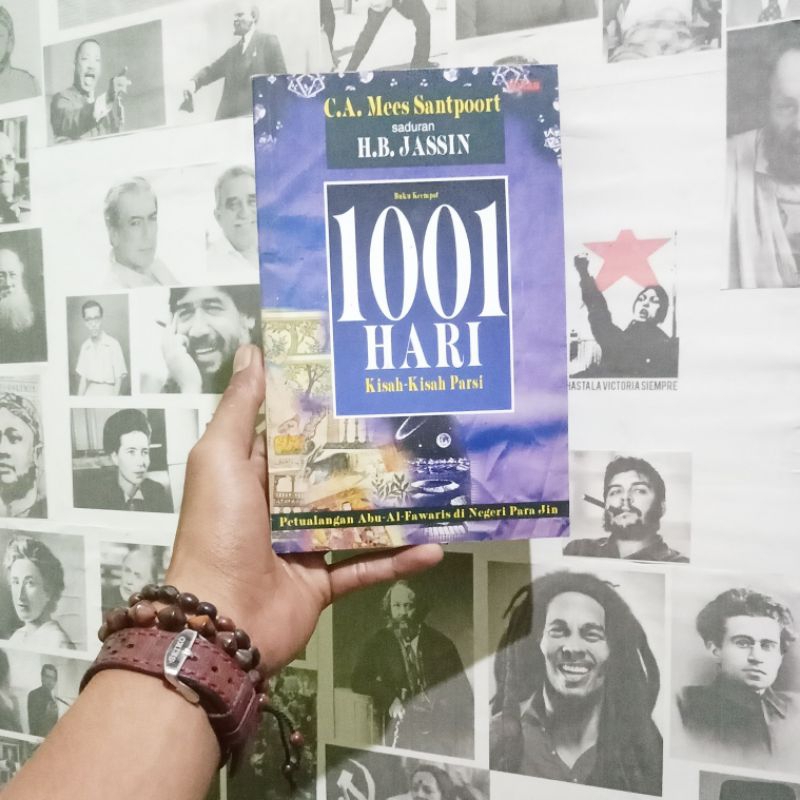 C.A. Mees Santpoort
saduran
H.B. JASSIN
Buku Keempat
1001
HARI
Kisah-Kisah Parsi
Petualangan Abu-Al-Fawaris di Negeri Para Jin
HASTA LA VICTORIA SIEMPRE
SEIKO